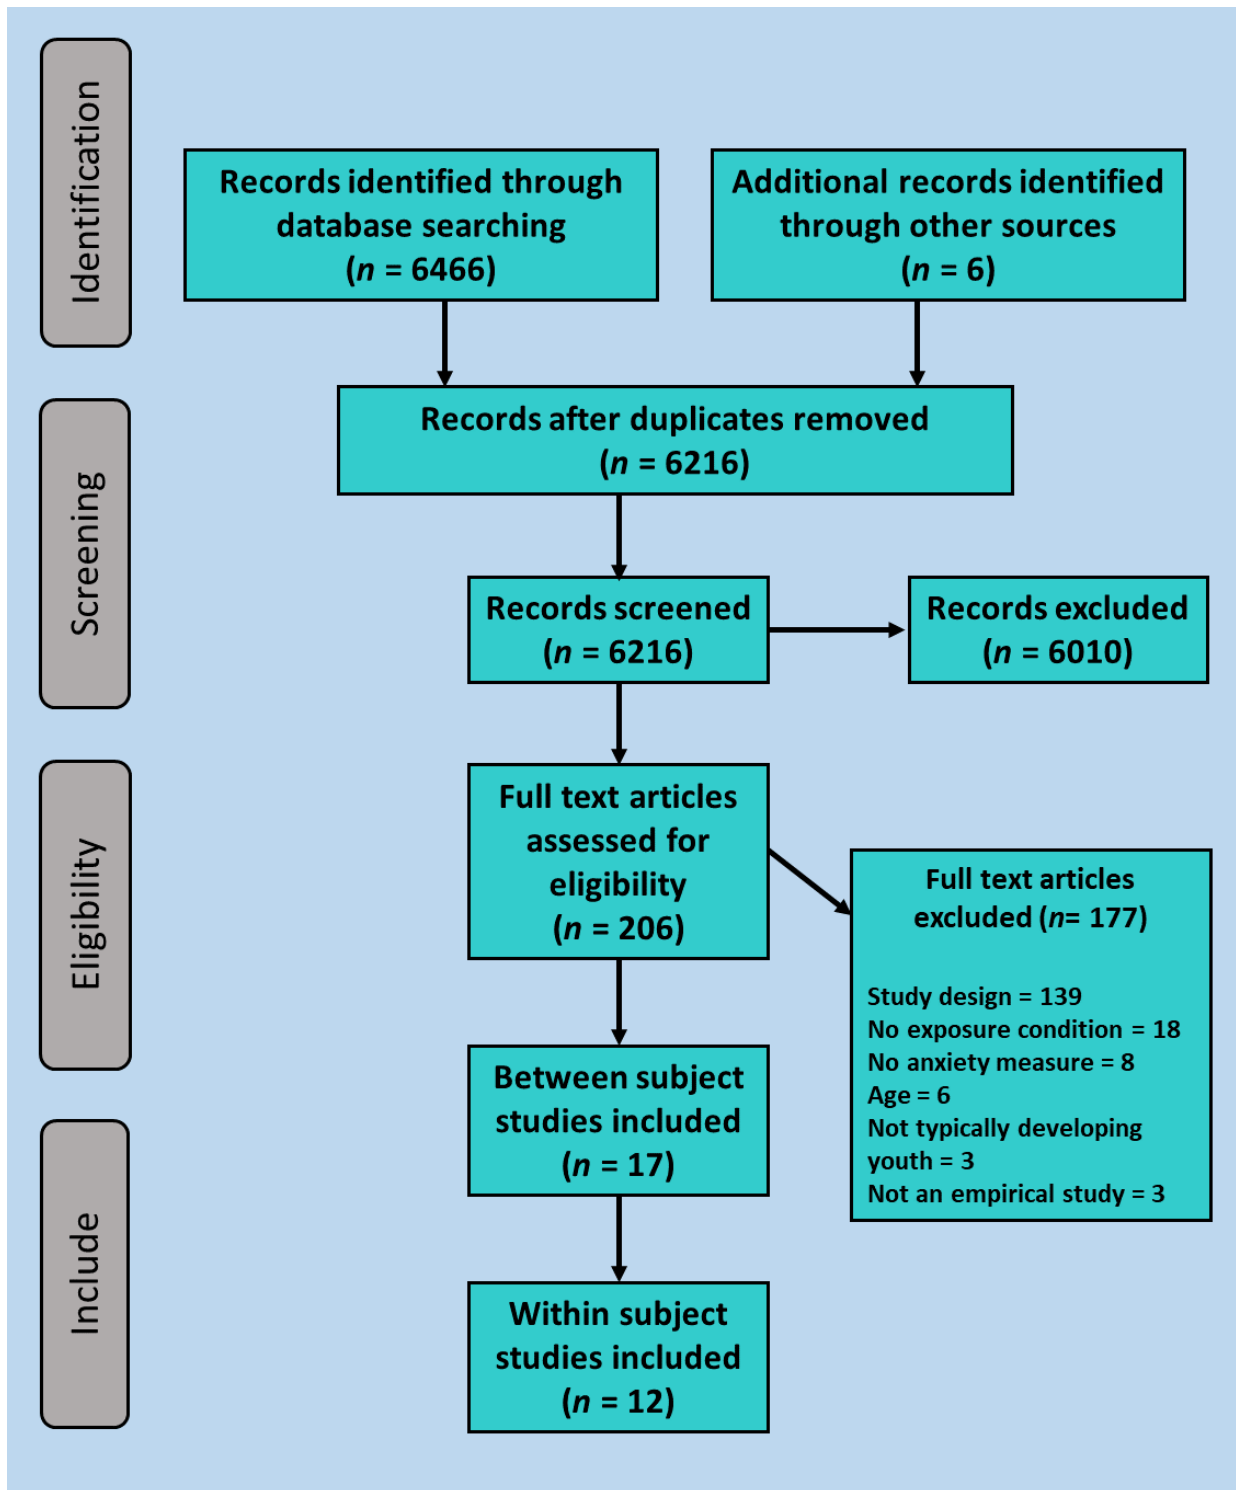 Identification
Records identified through
database searching
(n = 6466)
Additional records identified
through other sources
(n = 6)
Records after duplicates removed
(n = 6216)
Screening
Records screened
(n = 6216)
Records excluded
(n = 6010)
Eligibility
Full text articles
assessed for
eligibility
(n = 206)
Full text articles
excluded (n= 177)
Study design = 139
No exposure condition = 18
No anxiety measure = 8
Age = 6
Not typically developing
youth = 3
Not an empirical study = 3
Between subject
studies included
(n = 17)
Include
Within subject
studies included
(n = 12)